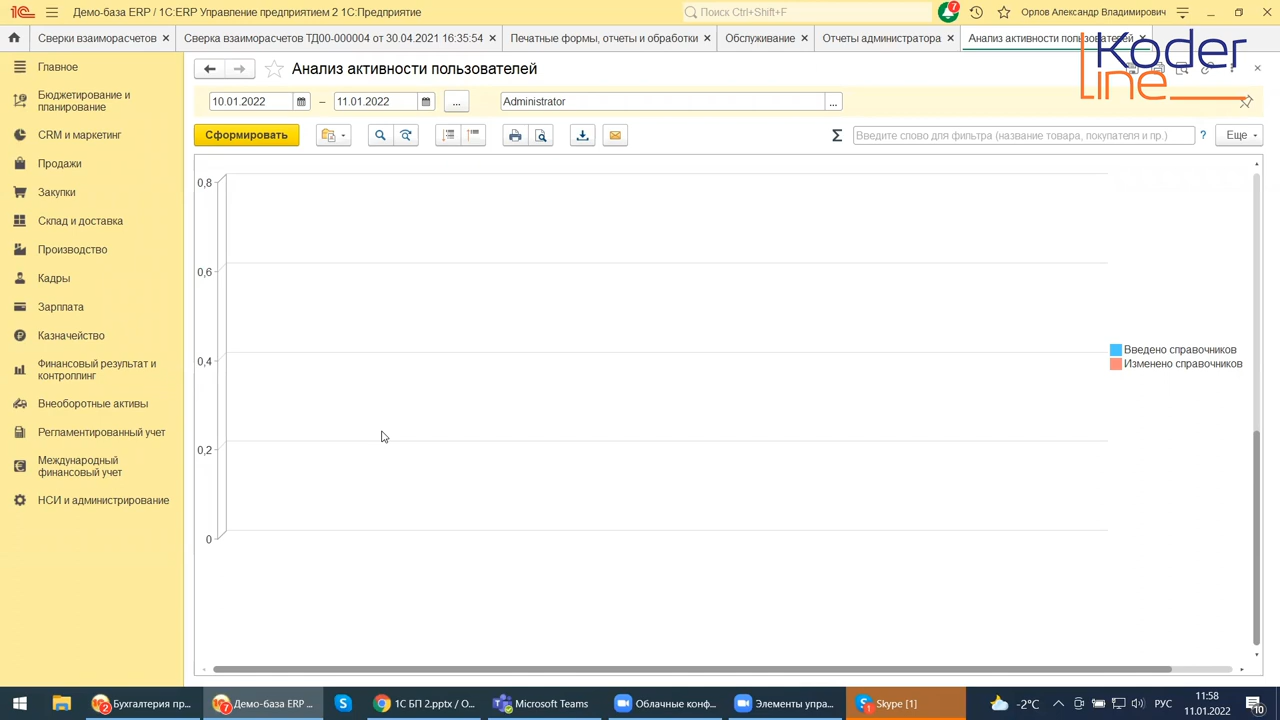 Демо-база ERP / 1С:ERP Управление предприятием 2 1С:Предприятие
Поиск Ctrl+Shift+F
7
Орлов Александр Владимирович
Сверки взаиморасчетов
Сверка взаиморасчетов ТД00-000004 от 30.04.2021 16:35:54
Печатные формы, отчеты и обработки
Обслуживание
Отчеты администратора
Анализ активности пользователей
Koder
line
Главное
Бюджетирование и
планирование
CRM и маркетинг
Продажи
Закупки
Склад и доставка
Производство
Кадры
Зарплата
Казначейство
Финансовый результат и
контроллинг
Внеоборотные активы
Регламентированный учет
Международный
финансовый учет
НСИ и администрирование
Анализ активности пользователей
10.01.2022 – 11.01.2022 ... Administrator ...
Сформировать
Σ
Введите слово для фильтра (название товара, покупателя и пр.)
?
Еще
0,8
0,6
0,4
0,2
0
Введено справочников
Изменено справочников
Бухгалтерия пр...
Демо-база ERP ...
1С БП 2.pptx / О...
Microsoft Teams
Облачные конф...
Элементы упра...
Skype [1]
-2°C
РУС
11:58
11.01.2022
10